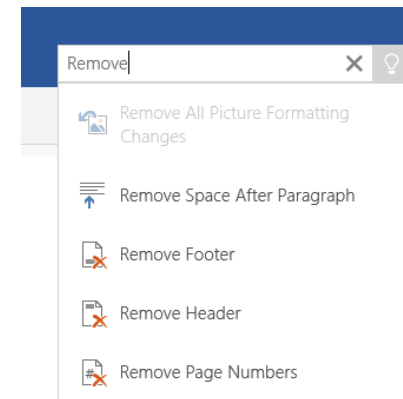 Remove
Remove All Picture Formatting
Changes
Remove Space After Paragraph
Remove Footer
Remove Header
Remove Page Numbers